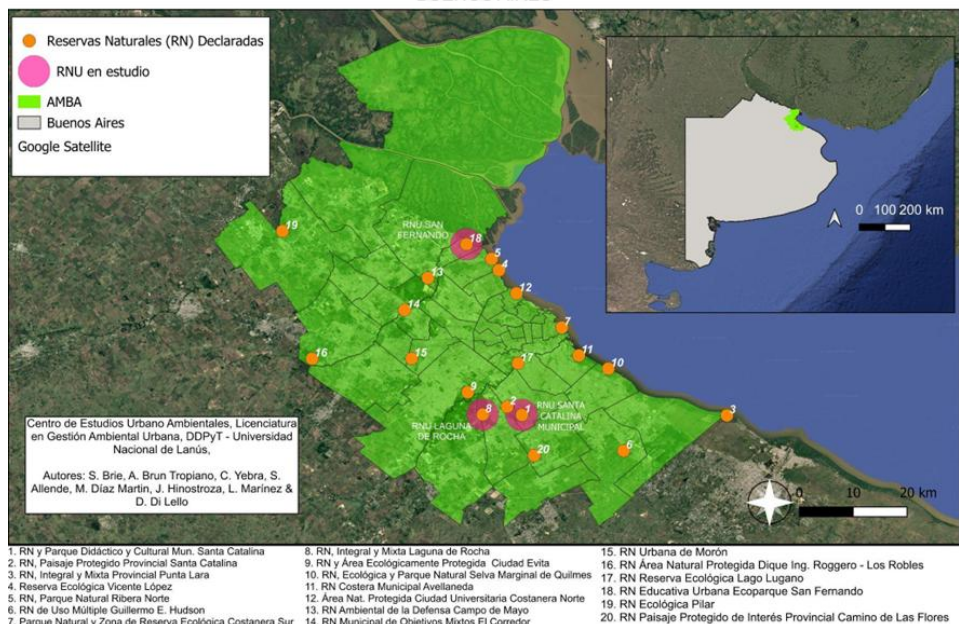 BUENOS AIRES
Reservas Naturales (RN) Declaradas
RNU en estudio
AMBA
Buenos Aires
Google Satellite
0 100 200 km
19
RNU SAN
FERNANDO
18
5
4
13
12
14
7
11
16
15
17
10
9
2
8
1
RNU SANTA
CATALINA
MUNICIPAL
3
RNU LAGUNA
DE ROCHA
20
6
Centro de Estudios Urbano Ambientales, Licenciatura
en Gestión Ambiental Urbana, DDPyT - Universidad
Nacional de Lanús,
Autores: S. Brie, A. Brun Tropiano, C. Yebra, S.
Allende, M. Díaz Martin, J. Hinostroza, L. Marínez &
D. Di Lello
0 10 20 km
1. RN y Parque Didáctico y Cultural Mun. Santa Catalina
2. RN, Paisaje Protegido Provincial Santa Catalina
3. RN, Integral y Mixta Provincial Punta Lara
4. Reserva Ecológica Vicente López
5, RN, Parque Natural Ribera Norte
6. RN de Uso Múltiple Guillermo E. Hudson
7. Parque Natural y Zona de Reserva Ecológica Costanera Sur
8. RN, Integral y Mixta Laguna de Rocha
9. RN y Área Ecológicamente Protegida Ciudad Evita
10. RN, Ecológica y Parque Natural Selva Marginal de Quilmes
11. RN Costera Municipal Avellaneda
12. Área Nat. Protegida Ciudad Universitaria Costanera Norte
13. RN Ambiental de la Defensa Campo de Mayo
14. RN Municipal de Objetivos Mixtos El Corredor
15. RN Urbana de Morón
16. RN Área Natural Protegida Dique Ing. Roggero - Los Robles
17. RN Reserva Ecológica Lago Lugano
18. RN Educativa Urbana Ecoparque San Fernando
19. RN Ecológica Pilar
20. RN Paisaje Protegido de Interés Provincial Camino de Las Flores